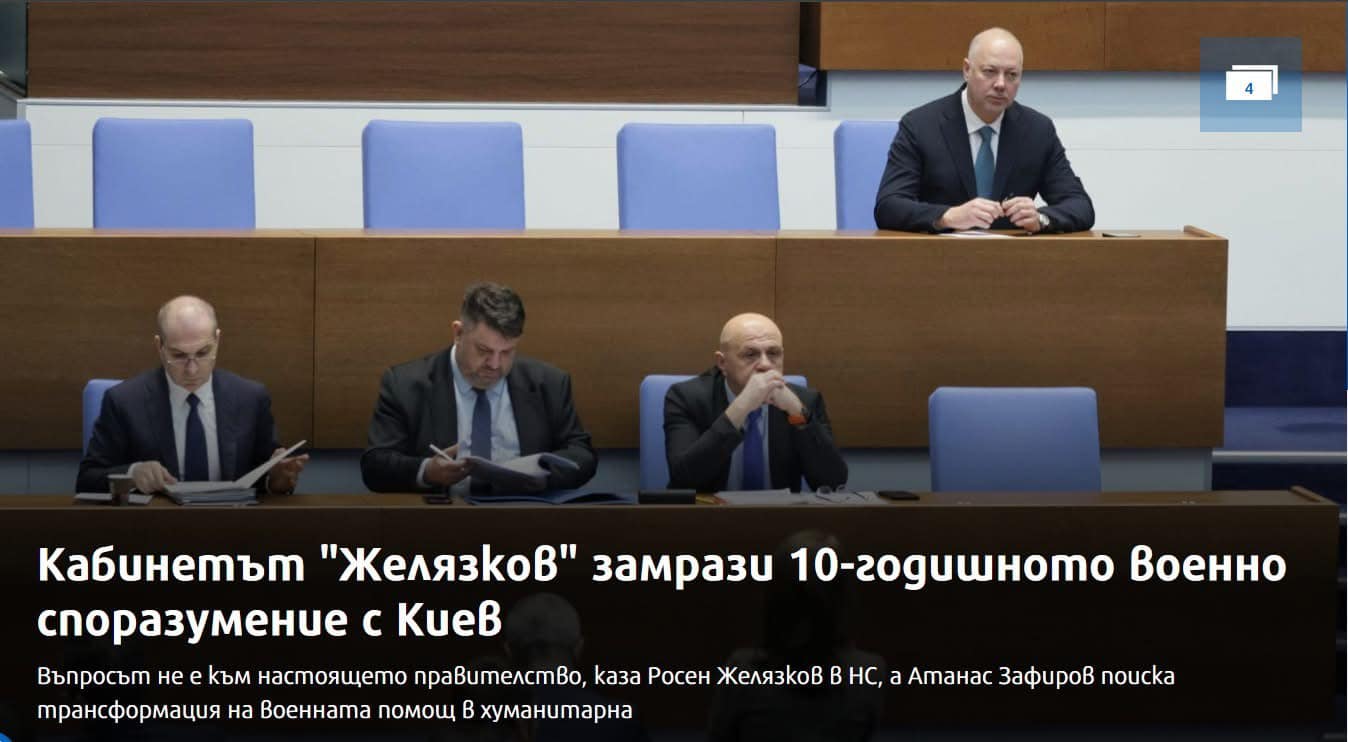 4
Кабинетът "Желязков" замрази 10-годишното военно
споразумение с Киев
Въпросът не е към настоящето правителство, каза Росен Желязков в НС, а Атанас Зафиров поиска
трансформация на военната помощ в хуманитарна